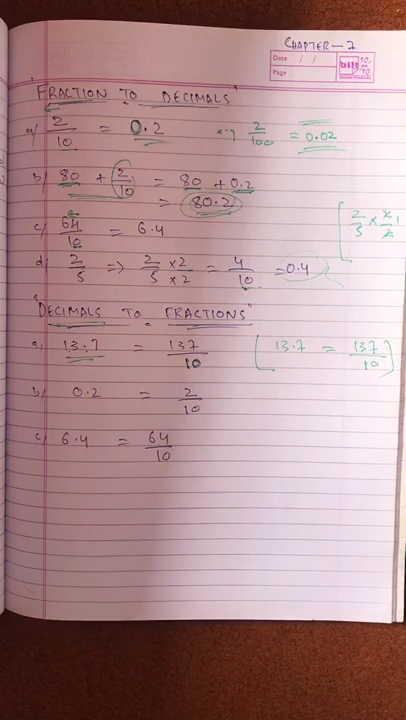 CHAPTER-7
Date / /
Page
"FRACTION TO DECIMALS"
a) 2/10 = 0.2 2/100 = 0.02
b) 80 + 2/10 = 80 + 0.2
= 80.2
c) 64/10 = 6.4
d) 2/5 => 2/5 × 2/2 = 4/10 = 0.4
"DECIMALS TO FRACTIONS"
a) 13.7 = 137/10 [13.7 = 137/10]
b) 0.2 = 2/10
c) 6.4 = 64/10